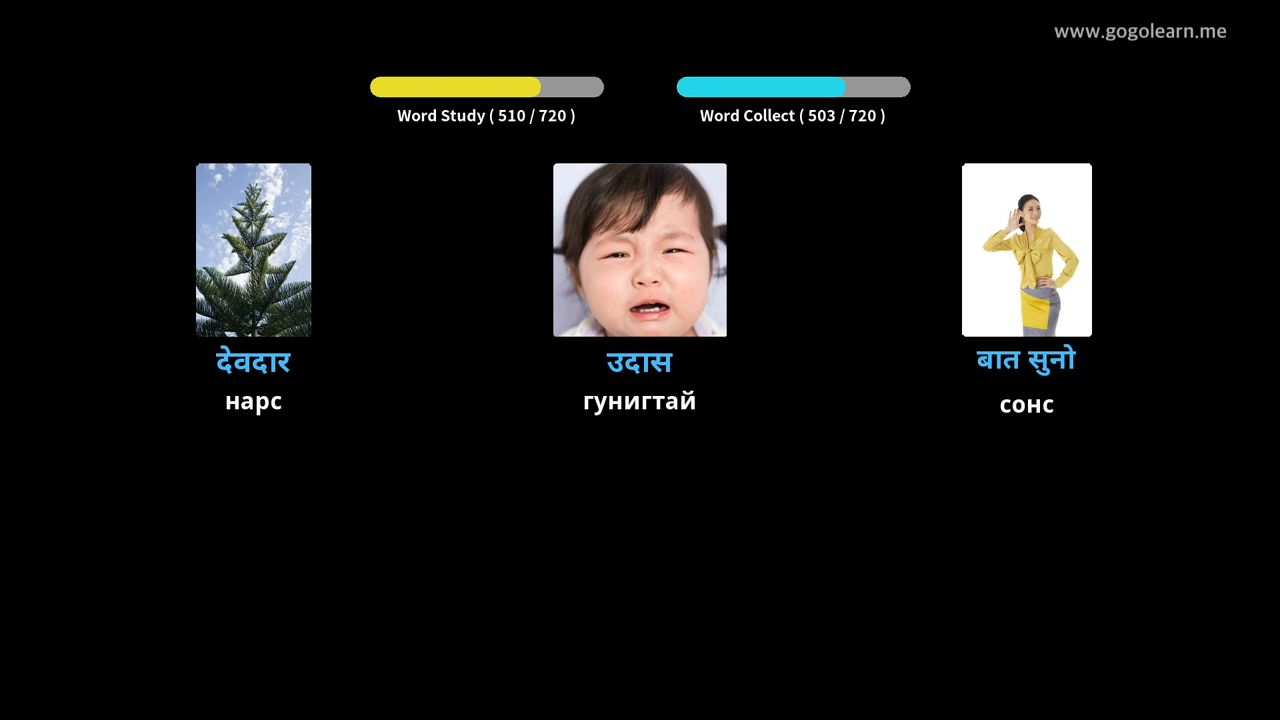 www.gogolearn.me
Word Study ( 510 / 720 )
Word Collect ( 503 / 720 )
देवदार
нарс
उदास
гунигтай
बात सुनो
сонс